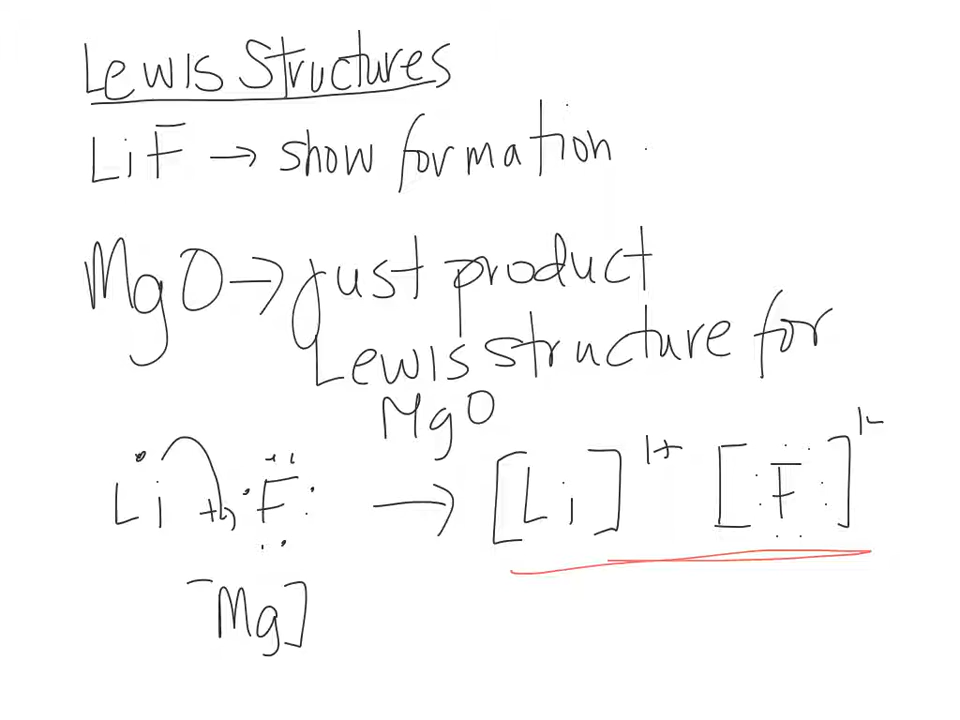 Lewis Structures
LiF → show formation
MgO → just product
Lewis structure for
MgO
Li + F → [Li]1+ [F]1-
[Mg]